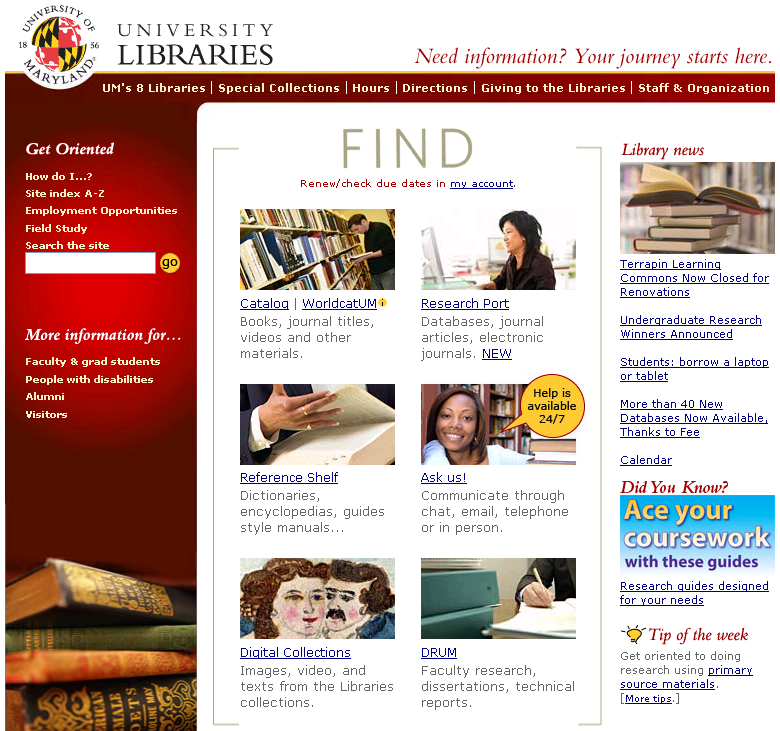 UNIVERSITY OF
18 56
MARYLAND
UNIVERSITY
LIBRARIES
Need information? Your journey starts here.
UM's 8 Libraries | Special Collections | Hours | Directions | Giving to the Libraries | Staff & Organization
Get Oriented
How do I...?
Site index A-Z
Employment Opportunities
Field Study
Search the site
go
More information for...
Faculty & grad students
People with disabilities
Alumni
Visitors
FIND
Renew/check due dates in my account.
Catalog | WorldcatUM
Books, journal titles,
videos and other
materials.
Research Port
Databases, journal
articles, electronic
journals. NEW
Reference Shelf
Dictionaries,
encyclopedias, guides
style manuals...
Help is
available
24/7
Ask us!
Communicate through
chat, email, telephone
or in person.
Digital Collections
Images, video, and
texts from the Libraries
collections.
DRUM
Faculty research,
dissertations, technical
reports.
Library news
Terrapin Learning
Commons Now Closed for
Renovations
Undergraduate Research
Winners Announced
Students: borrow a laptop
or tablet
More than 40 New
Databases Now Available,
Thanks to Fee
Calendar
Did You Know?
Ace your
coursework
with these guides
Research guides designed
for your needs
Tip of the week
Get oriented to doing
research using primary
source materials.
[More tips.]